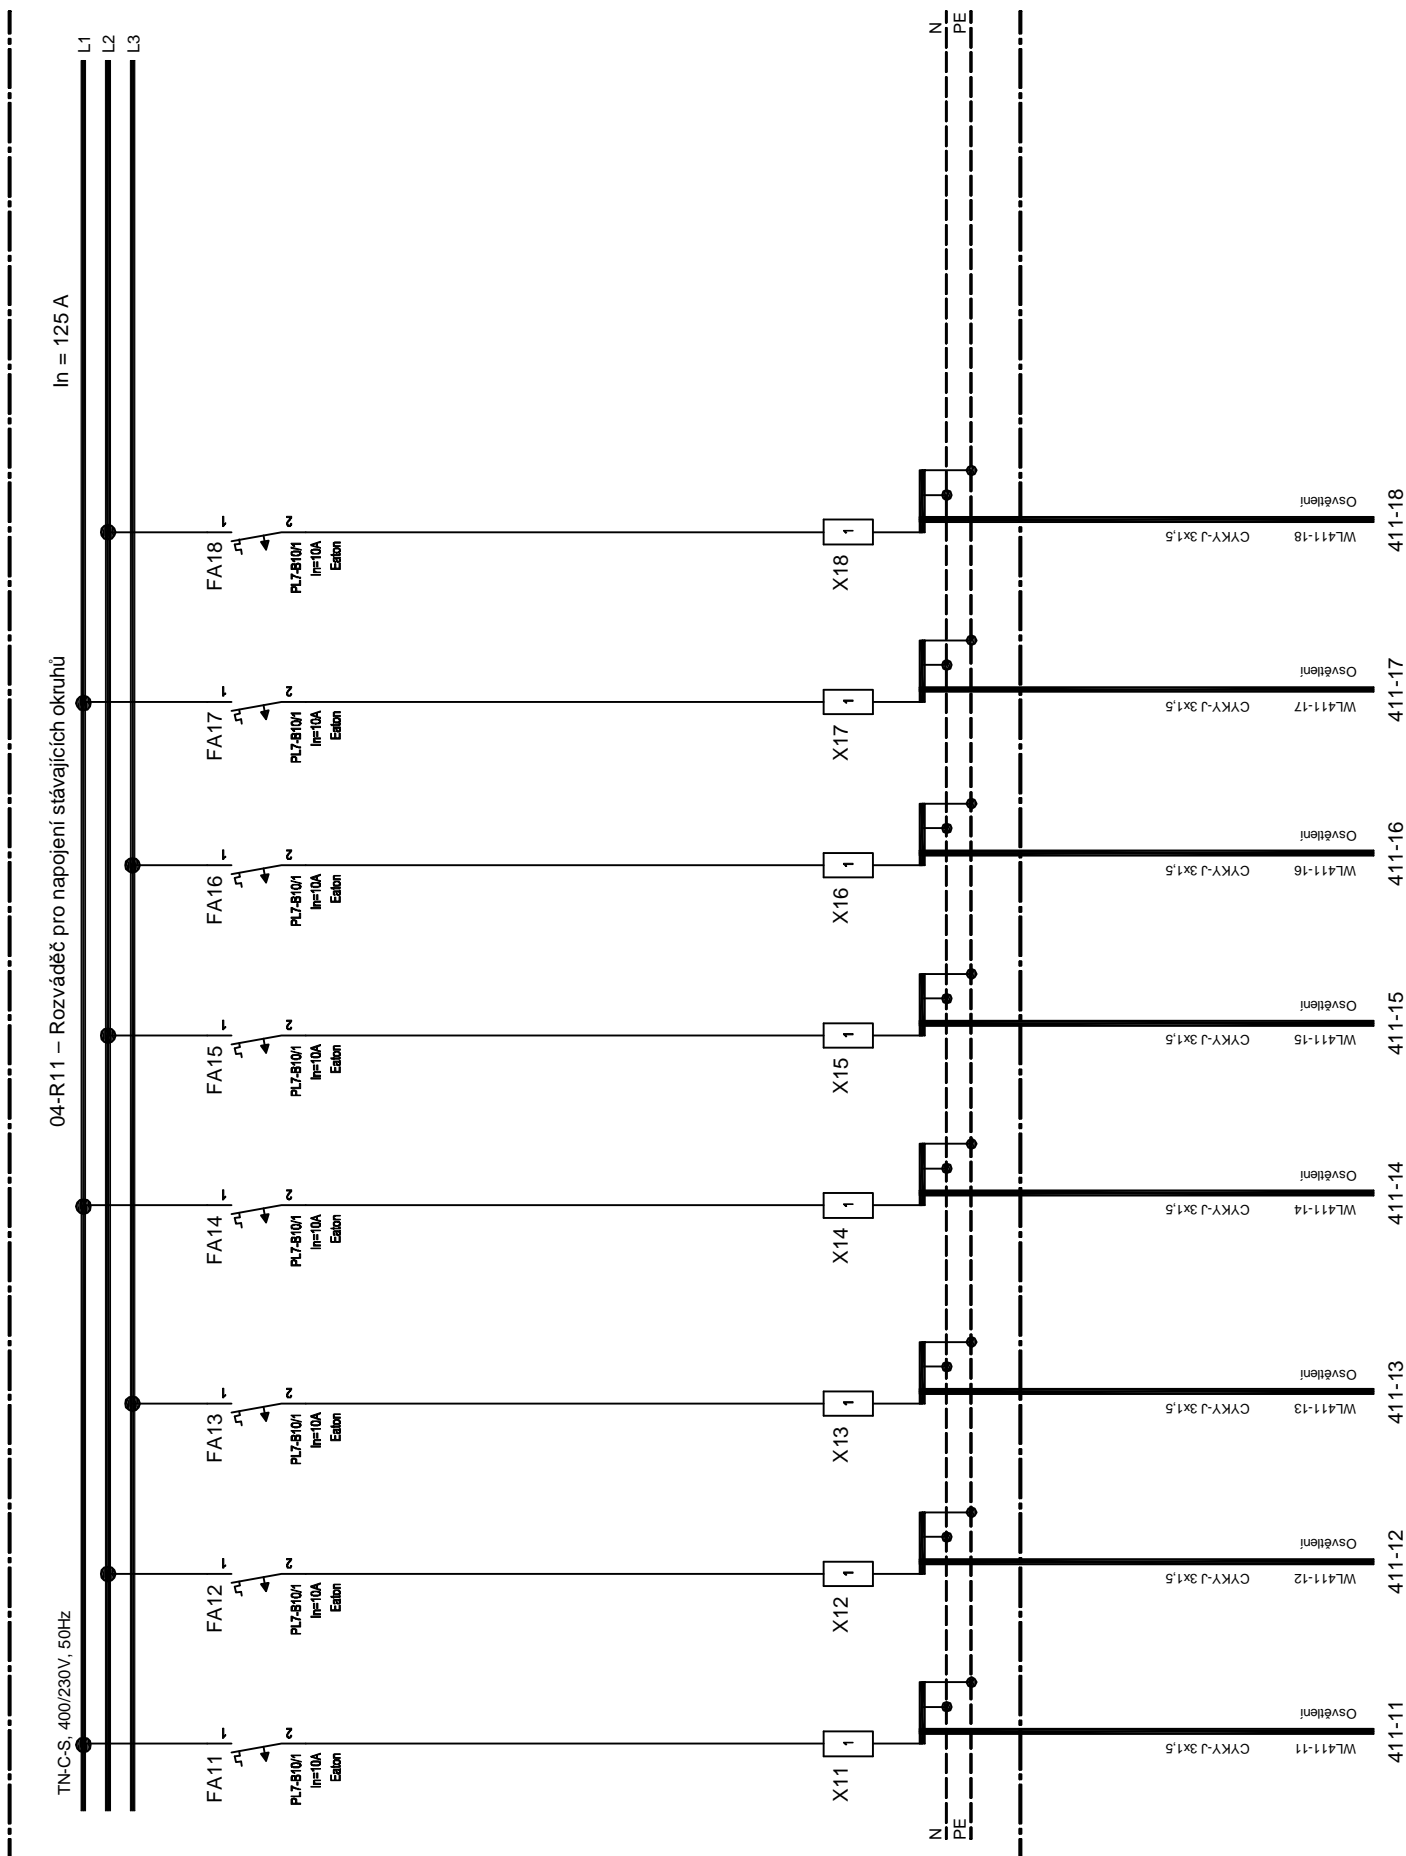 TN-C-S, 400/230V, 50Hz
04-R11 – Rozváděč pro napojení stávajících okruhů
In = 125 A
L1
L2
L3
FA11
1
2
PL7-B10/1
In=10A
Eaton
FA12
1
2
PL7-B10/1
In=10A
Eaton
FA13
1
2
PL7-B10/1
In=10A
Eaton
FA14
1
2
PL7-B10/1
In=10A
Eaton
FA15
1
2
PL7-B10/1
In=10A
Eaton
FA16
1
2
PL7-B10/1
In=10A
Eaton
FA17
1
2
PL7-B10/1
In=10A
Eaton
FA18
1
2
PL7-B10/1
In=10A
Eaton
X11
1
X12
1
X13
1
X14
1
X15
1
X16
1
X17
1
X18
1
N
PE
N
PE
WL411-11
CYKY-J 3x1,5
Osvětlení
WL411-12
CYKY-J 3x1,5
Osvětlení
WL411-13
CYKY-J 3x1,5
Osvětlení
WL411-14
CYKY-J 3x1,5
Osvětlení
WL411-15
CYKY-J 3x1,5
Osvětlení
WL411-16
CYKY-J 3x1,5
Osvětlení
WL411-17
CYKY-J 3x1,5
Osvětlení
WL411-18
CYKY-J 3x1,5
Osvětlení
411-11
411-12
411-13
411-14
411-15
411-16
411-17
411-18